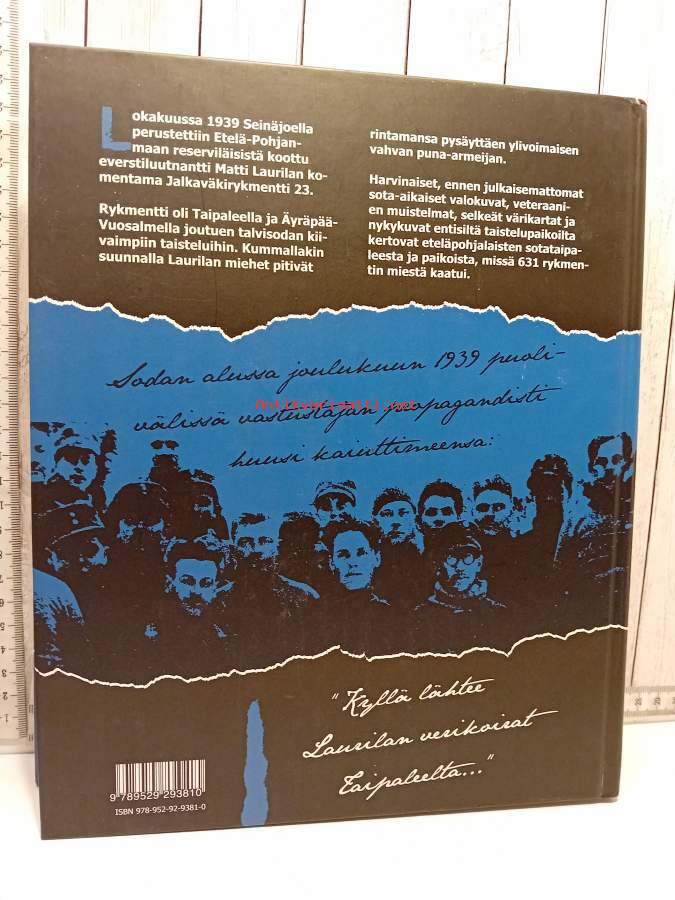 Lokakuussa 1939 Seinäjoella
perustettiin Etelä-Pohjan-
maan reserviläisistä koottu
everstiluutnantti Matti Laurilan ko-
mentama Jalkaväkirykmentti 23.
Rykmentti oli Taipaleella ja Äyräpää-
Vuosalmella joutuen talvisodan kii-
vaimpiin taisteluihin. Kummallakin
suunnalla Laurilan miehet pitivät
rintamansa pysäyttäen ylivoimaisen
vahvan puna-armeijan.
Harvinaiset, ennen julkaisemattomat
sota-aikaiset valokuvat, veteraani-
en muistelmat, selkeät värikartat ja
nykykuvat entisiltä taistelupaikoilta
kertovat eteläpohjalaisten sotataipa-
leesta ja paikoista, missä 631 rykmen-
tin miestä kaatui.
Sodan alussa joulukuun 1939 puoli-
välissä vastustajan propagandisti
huusi kaiuttimeensa:
Antikvariaatti.net
"Kyllä lähtee
Laurilan verikoirat
Taipaleelta..."
9 789529 293810
ISBN 978-952-92-9381-0